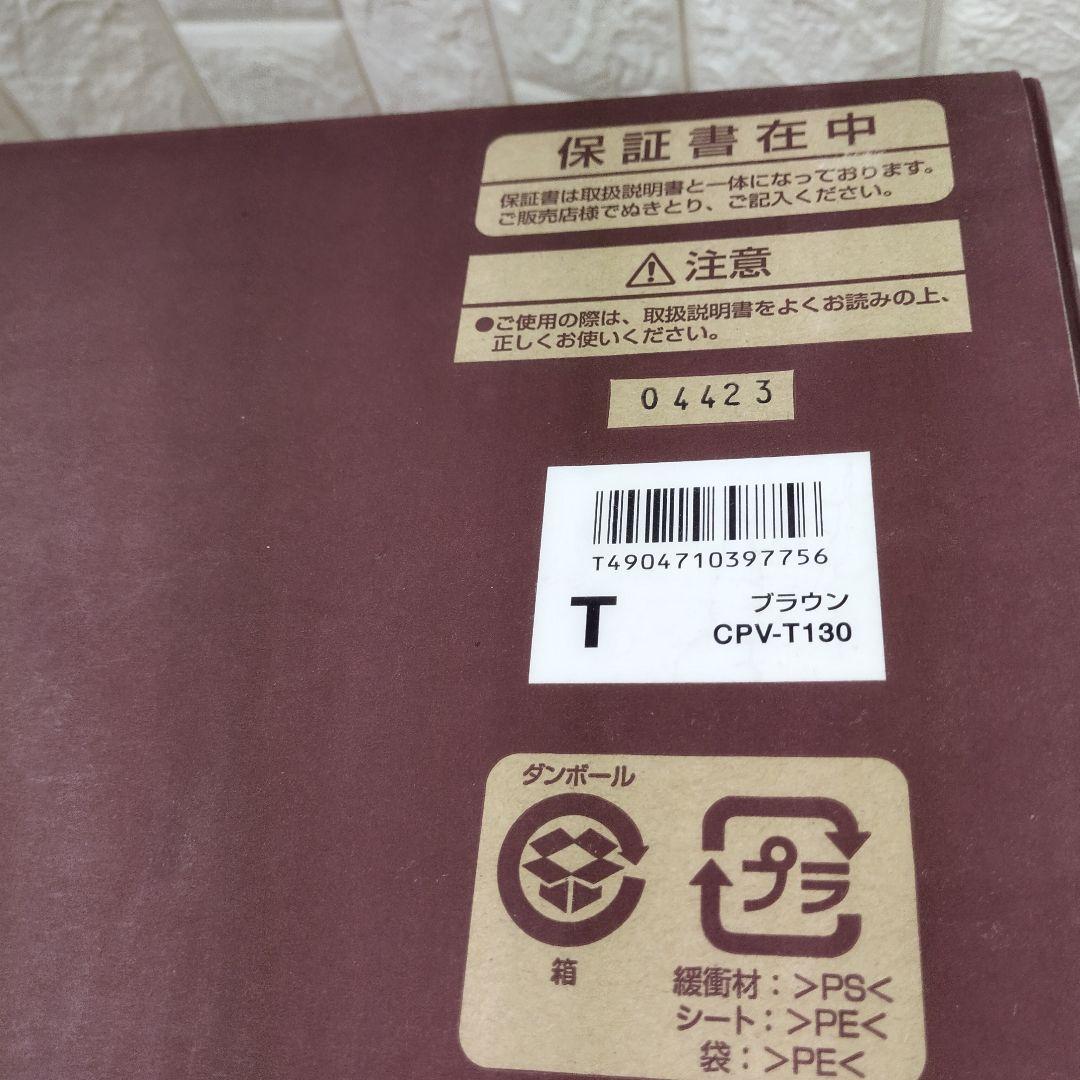 保証書在中
保証書は取扱説明書と一体になっております。
ご販売店様でぬきとり、ご記入ください。
注意
●ご使用の際は、取扱説明書をよくお読みの上、
正しくお使いください。
04423
T4904710397756
T
ブラウン
CPV-T130
ダンボール
箱
プラ
緩衝材：>PS<
シート：>PE<
袋：>PE<